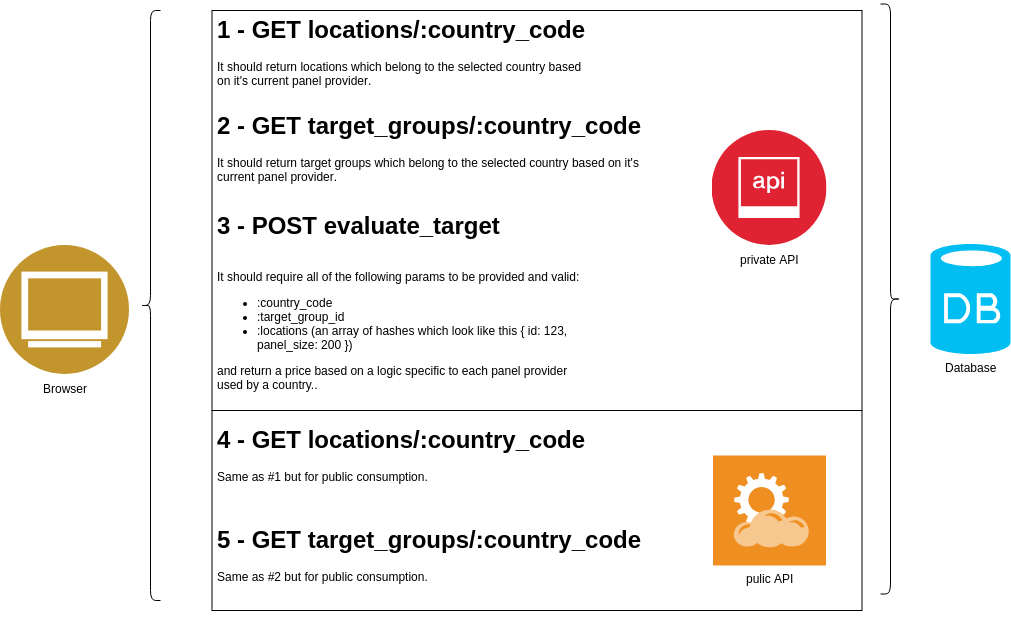 1 - GET locations/:country_code
It should return locations which belong to the selected country based
on it's current panel provider.
2 - GET target_groups/:country_code
It should return target groups which belong to the selected country based on it's
current panel provider.
api
private API
3 - POST evaluate_target
It should require all of the following params to be provided and valid:
• :country_code
• :target_group_id
• :locations (an array of hashes which look like this { id: 123,
panel_size: 200 })
and return a price based on a logic specific to each panel provider
used by a country..
Browser
DB
Database
4 - GET locations/:country_code
Same as #1 but for public consumption.
5 - GET target_groups/:country_code
Same as #2 but for public consumption.
pulic API